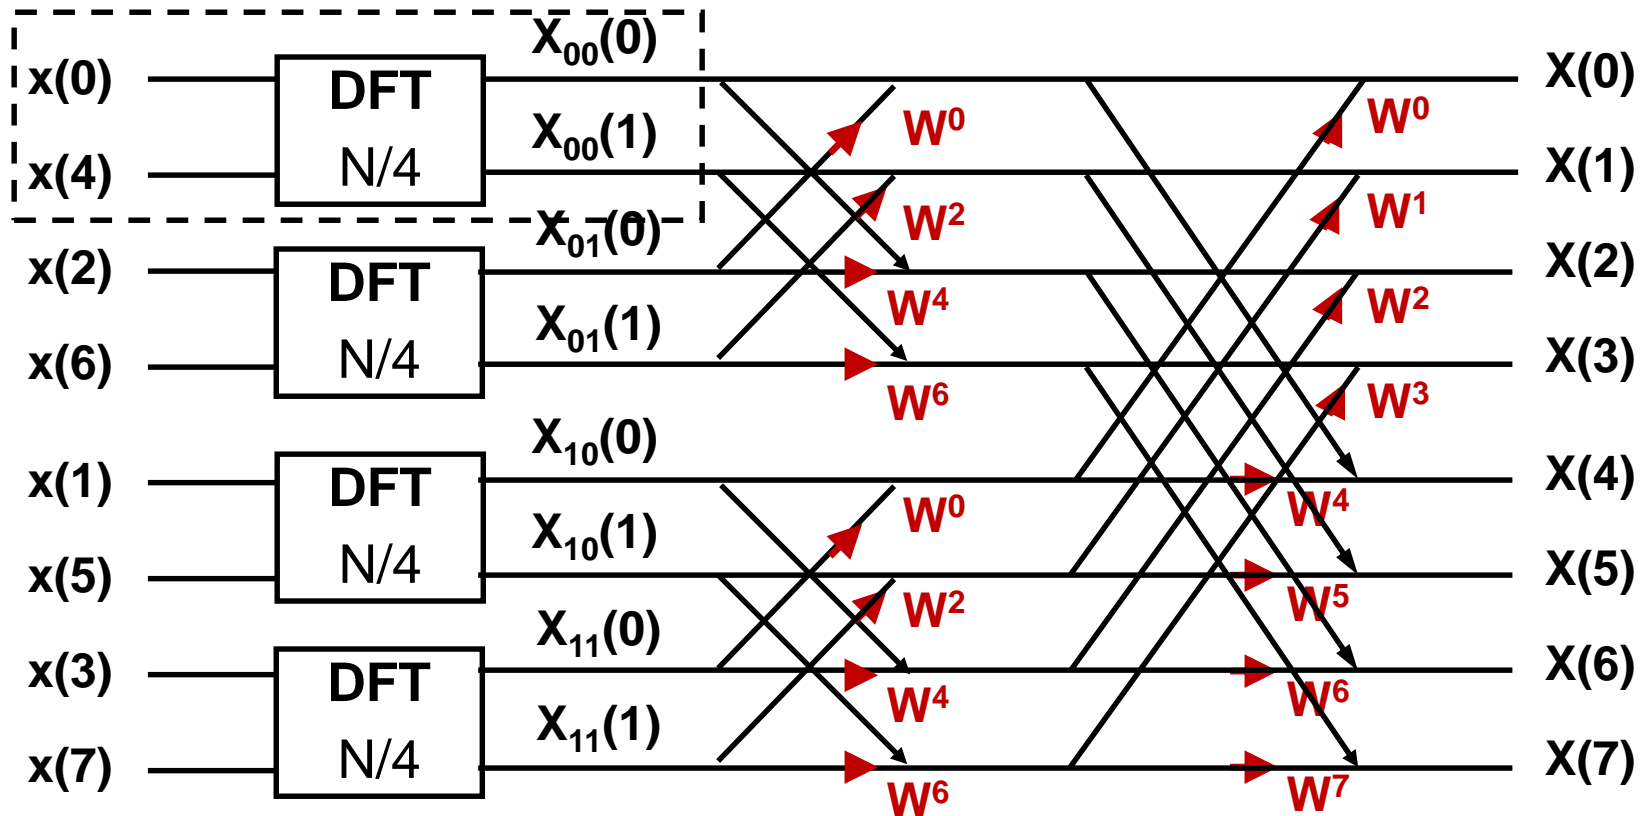 x(0) DFT X₀₀(0) X(0)
W⁰ W⁰
x(4) N/4 X₀₀(1) X(1)
W² W¹
x(2) DFT X₀₁(0) X(2)
W⁴ W²
x(6) N/4 X₀₁(1) X(3)
W⁶ W³
x(1) DFT X₁₀(0) X(4)
W⁰ W⁴
x(5) N/4 X₁₀(1) X(5)
W² W⁵
x(3) DFT X₁₁(0) X(6)
W⁴ W⁶
x(7) N/4 X₁₁(1) X(7)
W⁶ W⁷